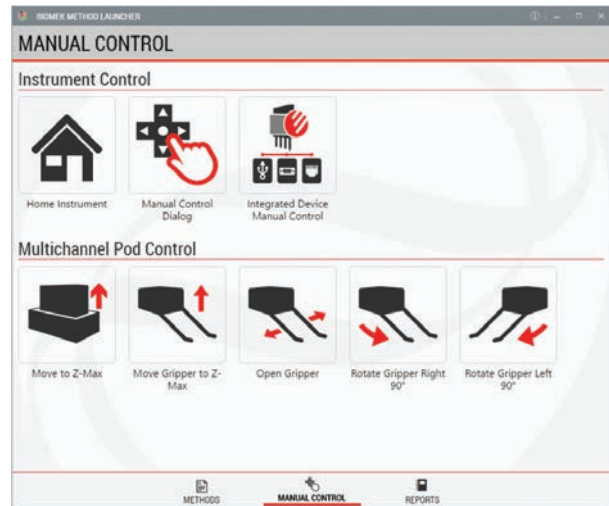 BIOMEK METHOD LAUNCHER
MANUAL CONTROL
Instrument Control
Home Instrument
Manual Control
Dialog
Integrated Device
Manual Control
Multichannel Pod Control
Move to Z-Max
Move Gripper to Z-
Max
Open Gripper
Rotate Gripper Right
90°
Rotate Gripper Left
90°
METHODS
MANUAL CONTROL
REPORTS